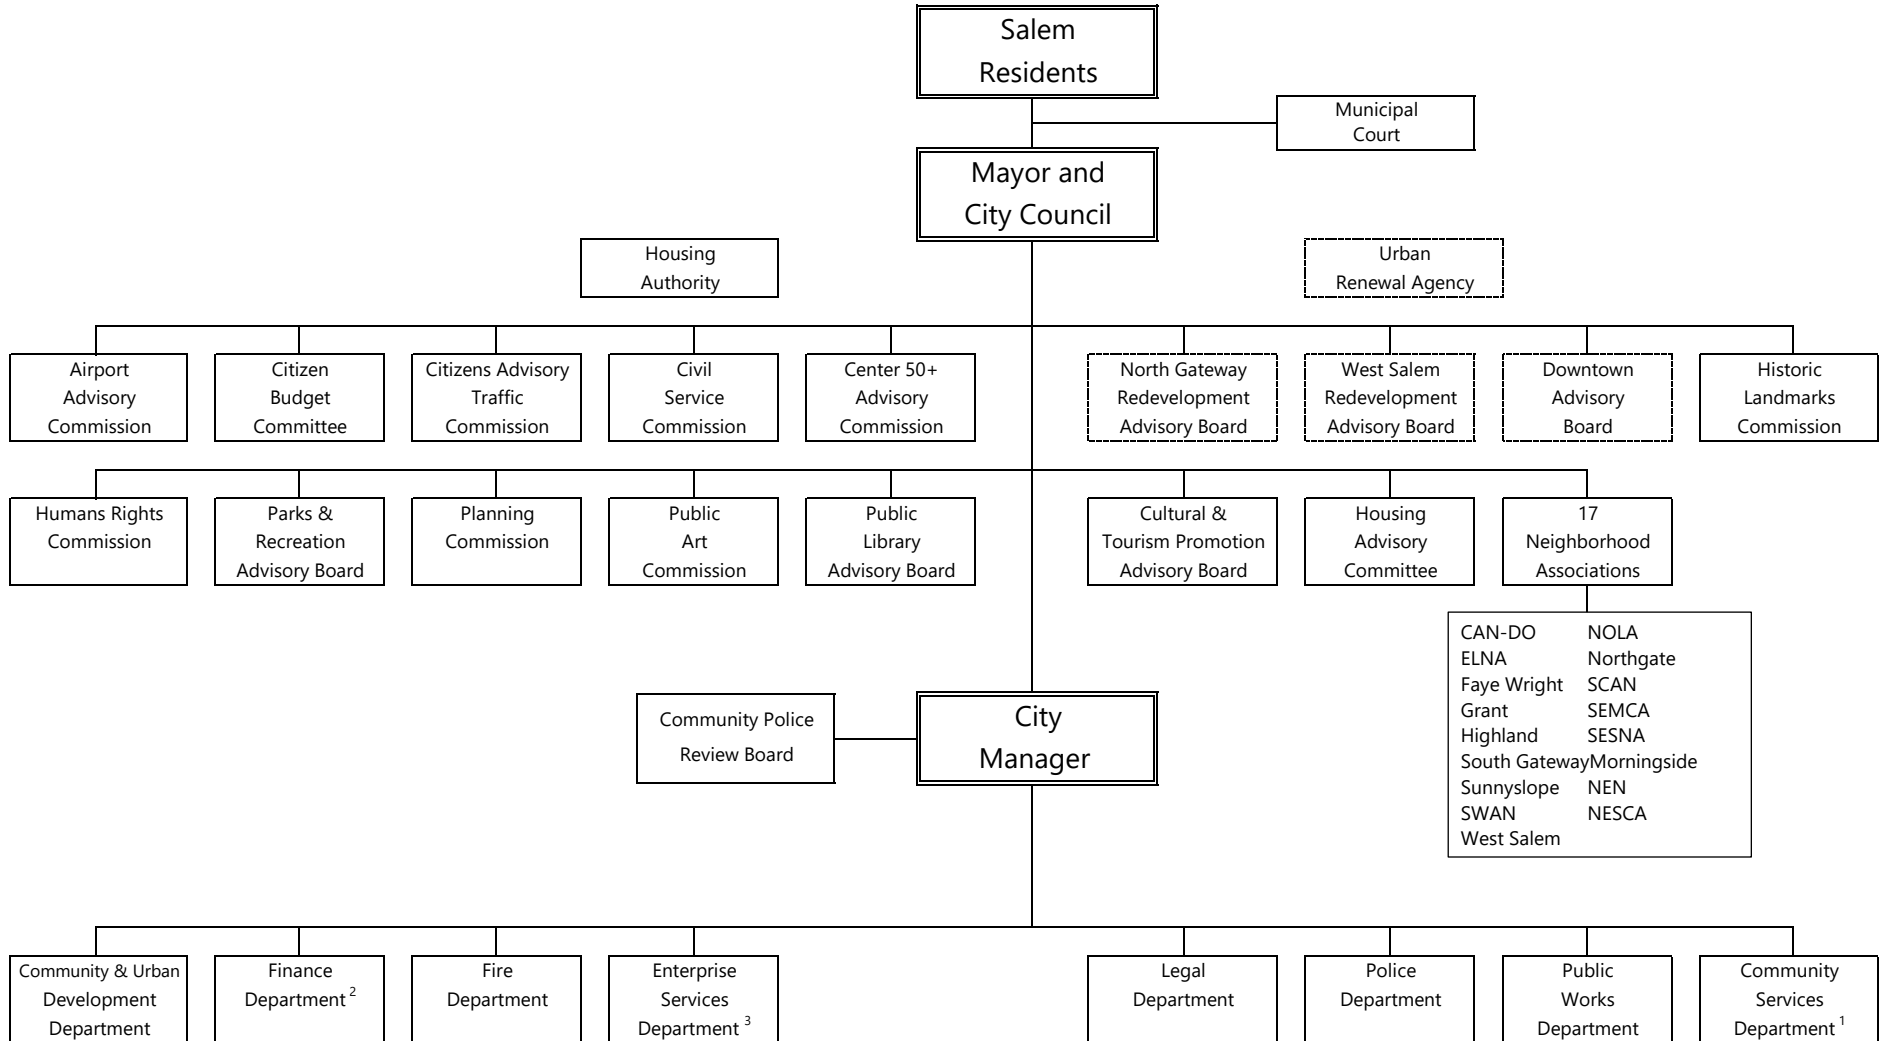 Salem
Residents
Municipal
Court
Mayor and
City Council
Housing
Authority
Urban
Renewal Agency
Airport
Advisory
Commission
Citizen
Budget
Committee
Citizens Advisory
Traffic
Commission
Civil
Service
Commission
Center 50+
Advisory
Commission
North Gateway
Redevelopment
Advisory Board
West Salem
Redevelopment
Advisory Board
Downtown
Advisory
Board
Historic
Landmarks
Commission
Humans Rights
Commission
Parks &
Recreation
Advisory Board
Planning
Commission
Public
Art
Commission
Public
Library
Advisory Board
Cultural &
Tourism Promotion
Advisory Board
Housing
Advisory
Committee
17
Neighborhood
Associations
CAN-DO NOLA
ELNA Northgate
Faye Wright SCAN
Grant SEMCA
Highland SESNA
South Gateway Morningside
Sunnyslope NEN
SWAN NESCA
West Salem
Community Police
Review Board
City
Manager
Community & Urban
Development
Department
Finance
Department 2
Fire
Department
Enterprise
Services
Department 3
Legal
Department
Police
Department
Public
Works
Department
Community
Services
Department 1